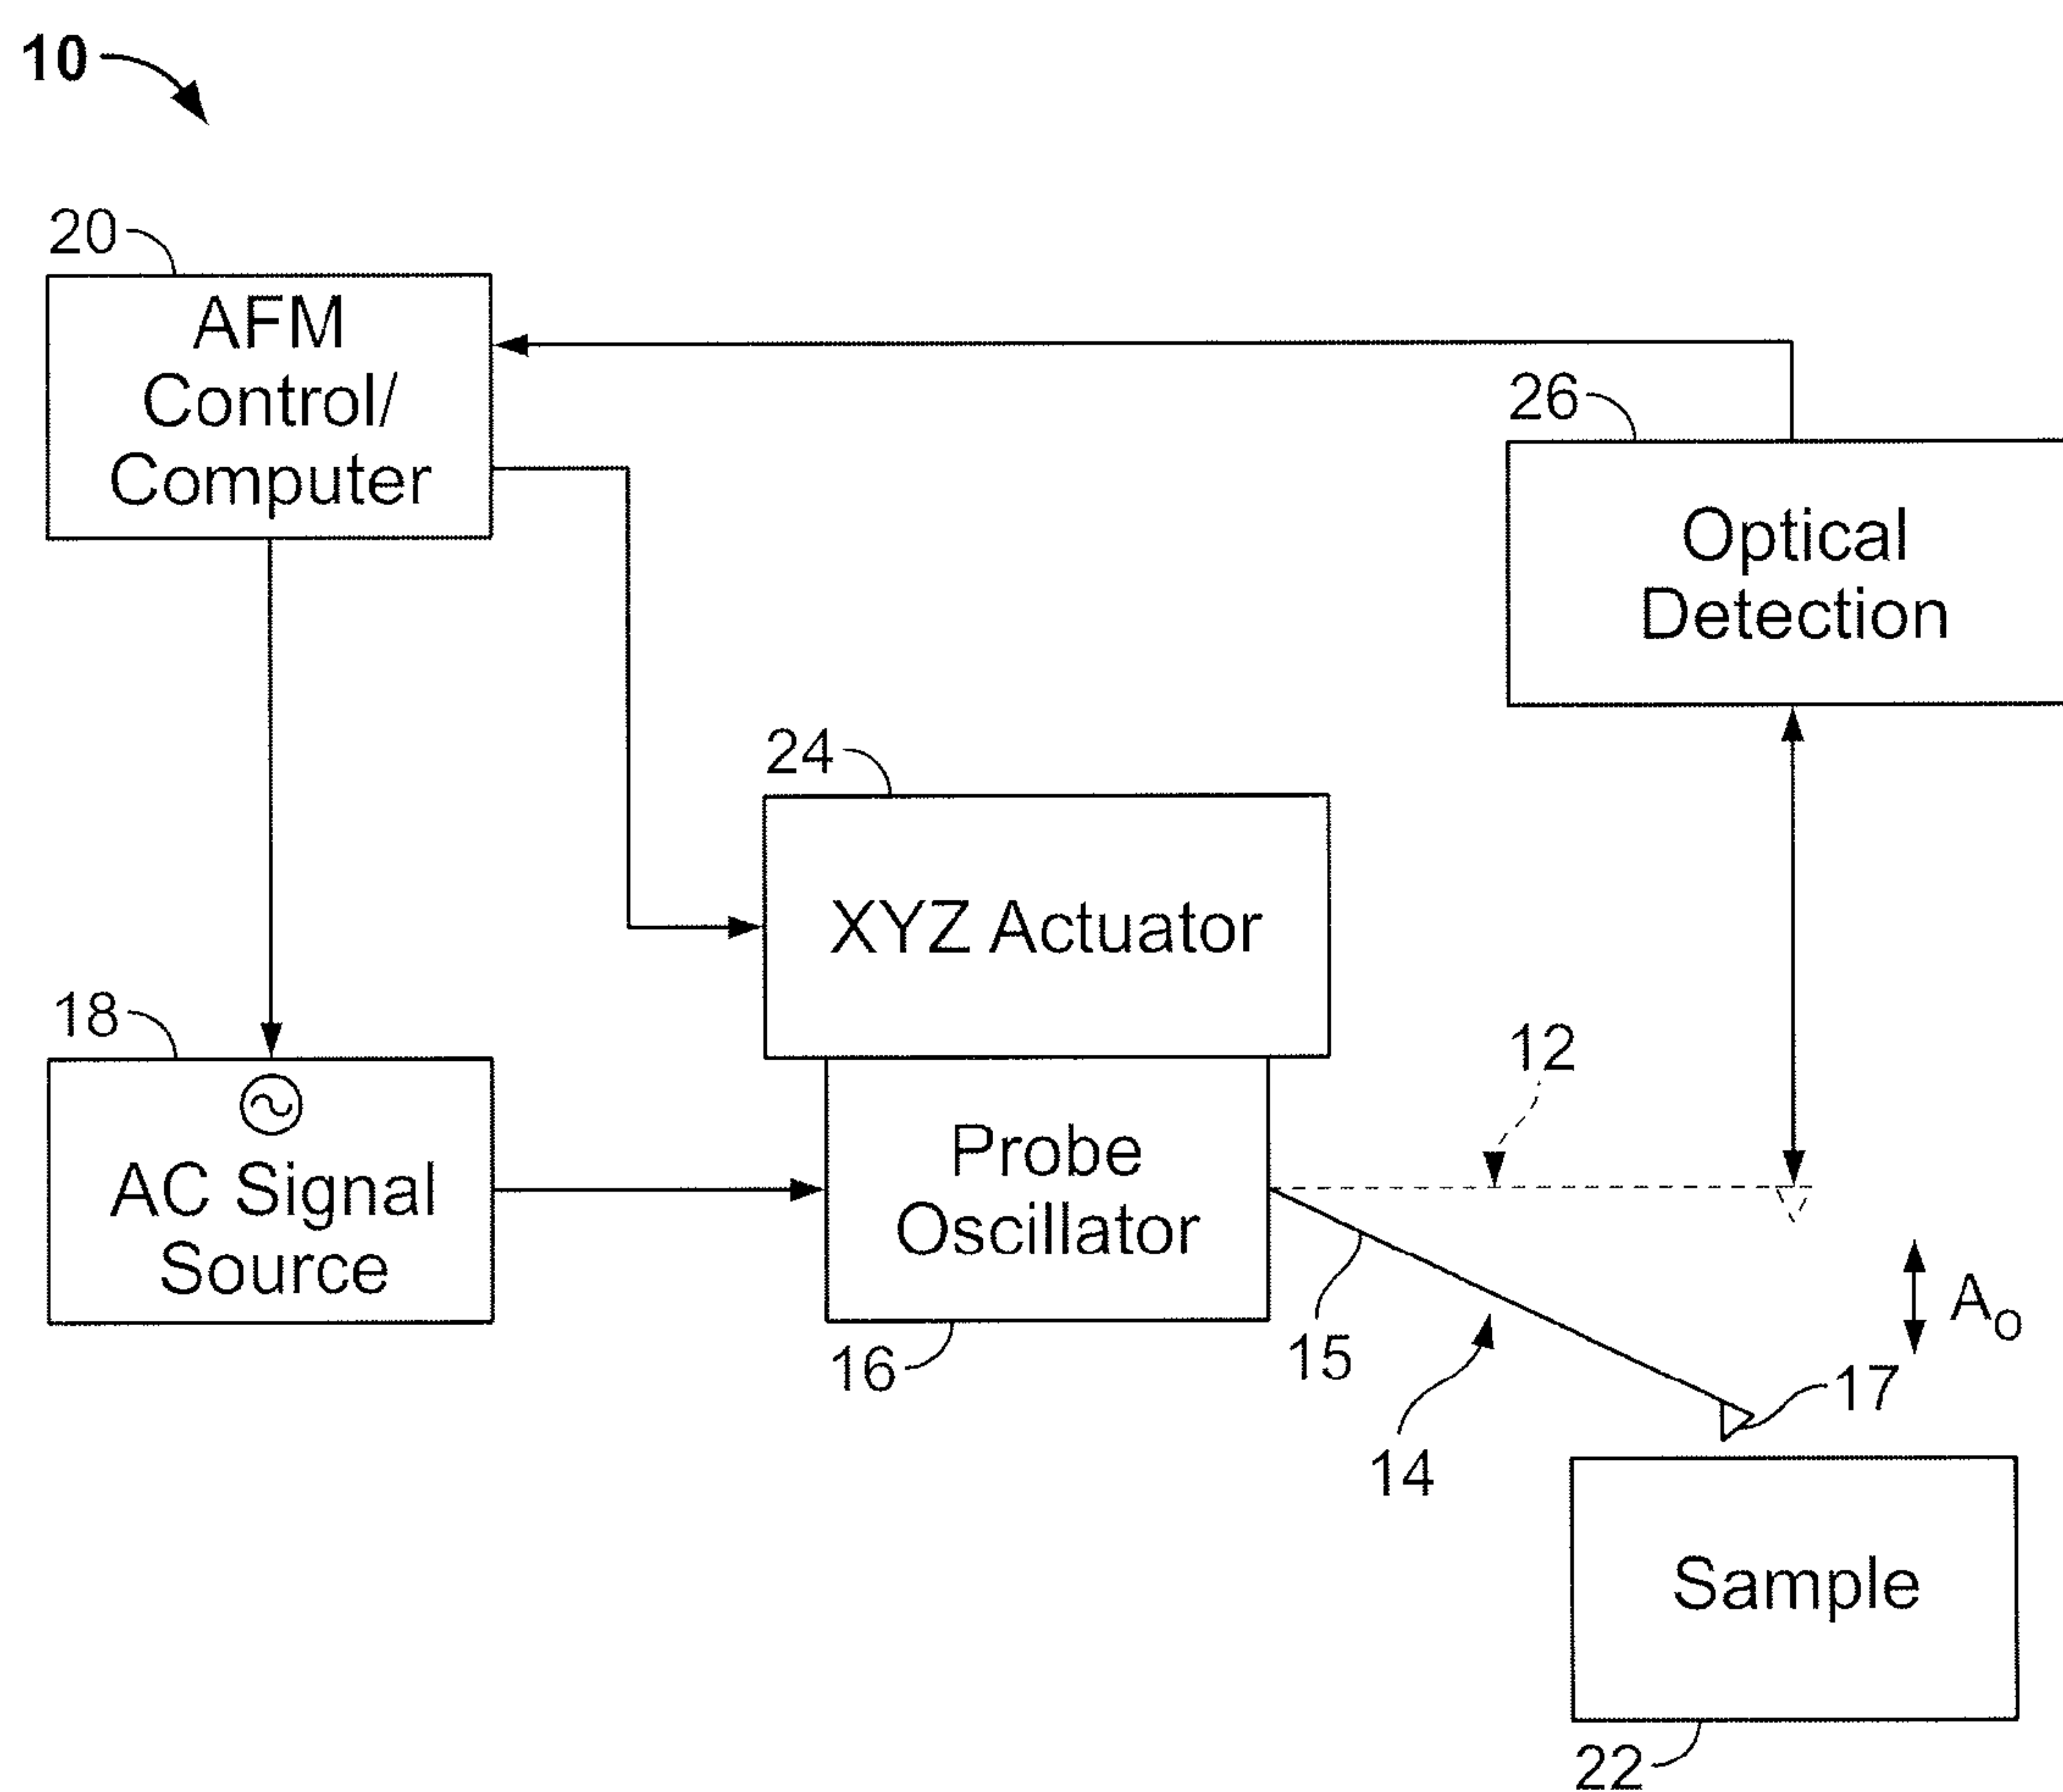 10
20
AFM
Control/
Computer
26
Optical
Detection
24
XYZ Actuator
18
AC Signal
Source
12
Probe
Oscillator
16
15
14
A₀
17
Sample
22